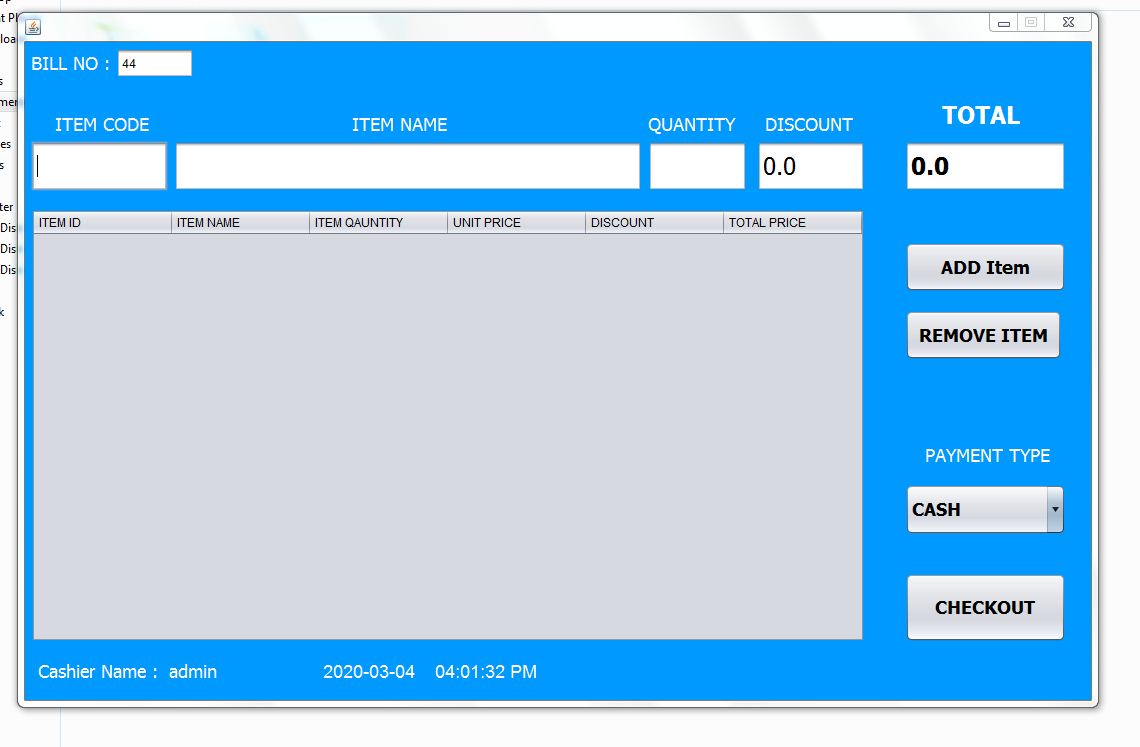 BILL NO : 44
ITEM CODE ITEM NAME QUANTITY DISCOUNT TOTAL
0.0 0.0
ITEM ID ITEM NAME ITEM QAUNTITY UNIT PRICE DISCOUNT TOTAL PRICE
ADD Item
REMOVE ITEM
PAYMENT TYPE
CASH
CHECKOUT
Cashier Name : admin 2020-03-04 04:01:32 PM